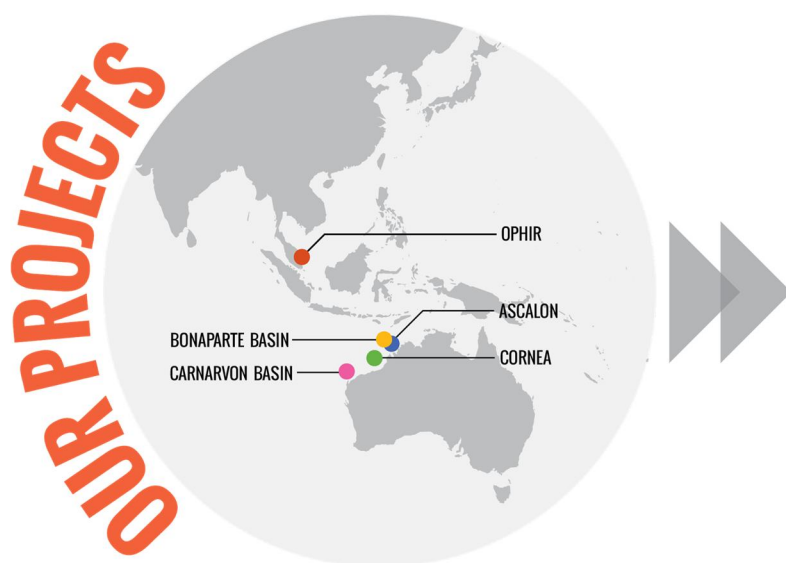 OUR PROJECTS
OPHIR
ASCALON
BONAPARTE BASIN
CORNEA
CARNARVON BASIN